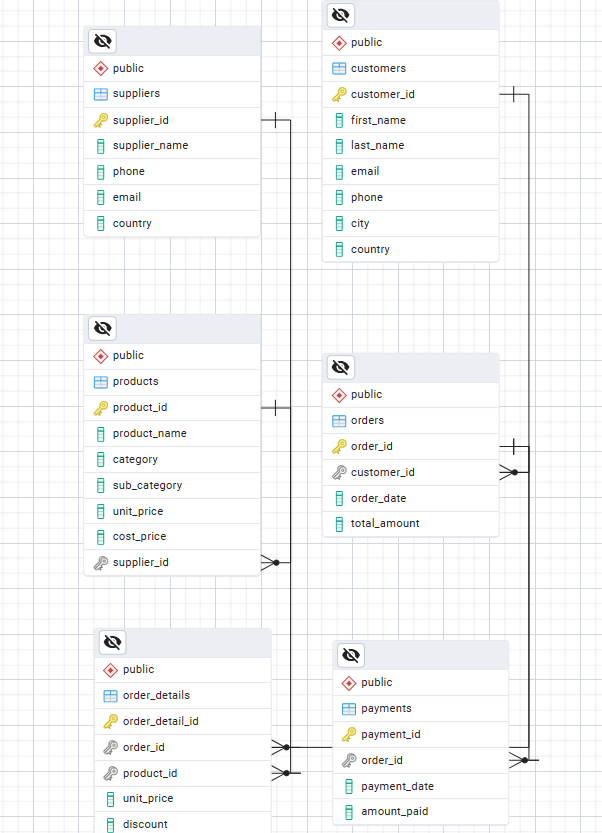 public
suppliers
supplier_id
supplier_name
phone
email
country
public
customers
customer_id
first_name
last_name
email
phone
city
country
public
products
product_id
product_name
category
sub_category
unit_price
cost_price
supplier_id
public
orders
order_id
customer_id
order_date
total_amount
public
order_details
order_detail_id
order_id
product_id
unit_price
discount
public
payments
payment_id
order_id
payment_date
amount_paid